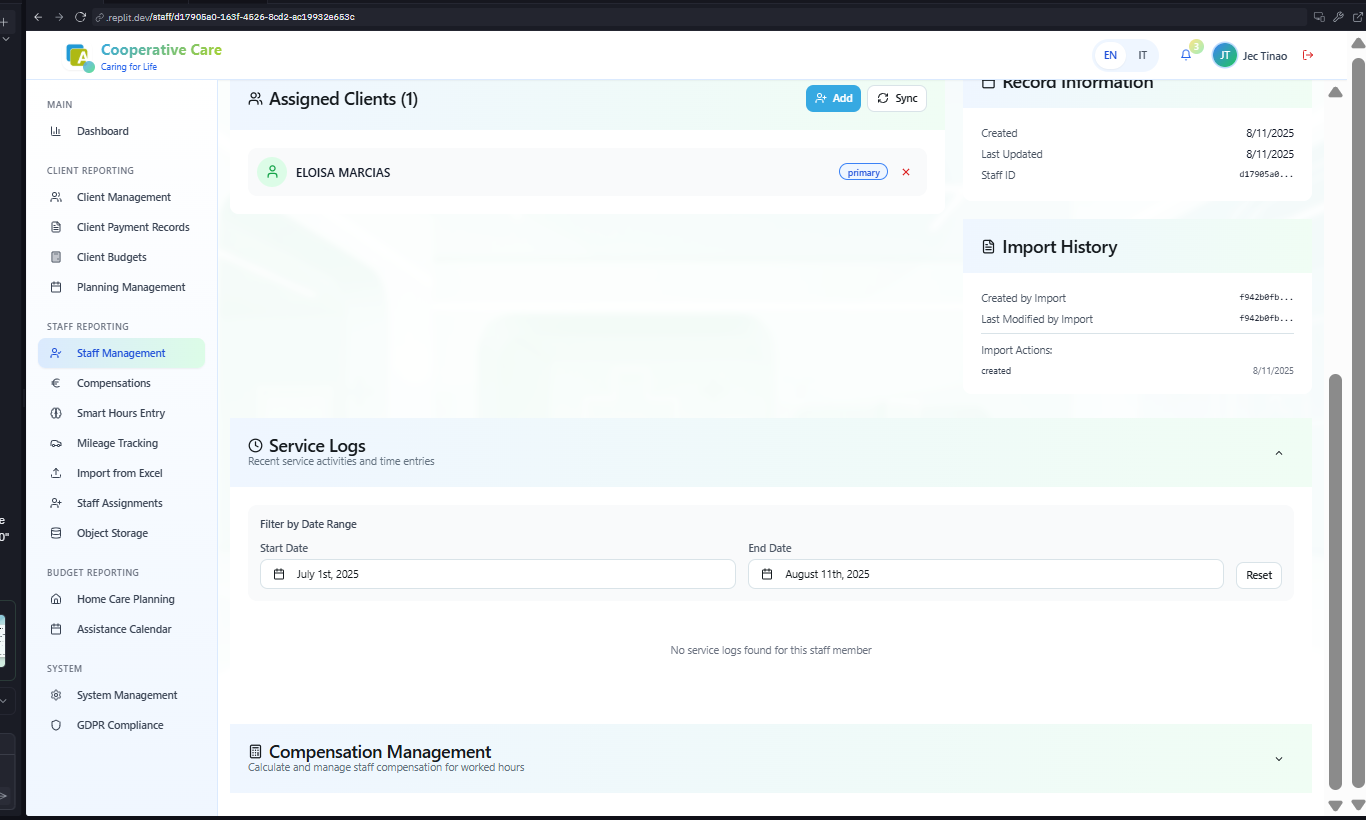 .replit.dev/staff/d17905a0-163f-4526-8cd2-ac19932e653c
Cooperative Care
Caring for Life
EN
IT
3
JT
Jec Tinao
MAIN
Dashboard
CLIENT REPORTING
Client Management
Client Payment Records
Client Budgets
Planning Management
STAFF REPORTING
Staff Management
Compensations
Smart Hours Entry
Mileage Tracking
Import from Excel
Staff Assignments
Object Storage
BUDGET REPORTING
Home Care Planning
Assistance Calendar
SYSTEM
System Management
GDPR Compliance
Assigned Clients (1)
Add
Sync
ELOISA MARCIAS
primary
Record Information
Created 8/11/2025
Last Updated 8/11/2025
Staff ID d17905a0...
Import History
Created by Import f942b0fb...
Last Modified by Import f942b0fb...
Import Actions:
created 8/11/2025
Service Logs
Recent service activities and time entries
Filter by Date Range
Start Date
July 1st, 2025
End Date
August 11th, 2025
Reset
No service logs found for this staff member
Compensation Management
Calculate and manage staff compensation for worked hours